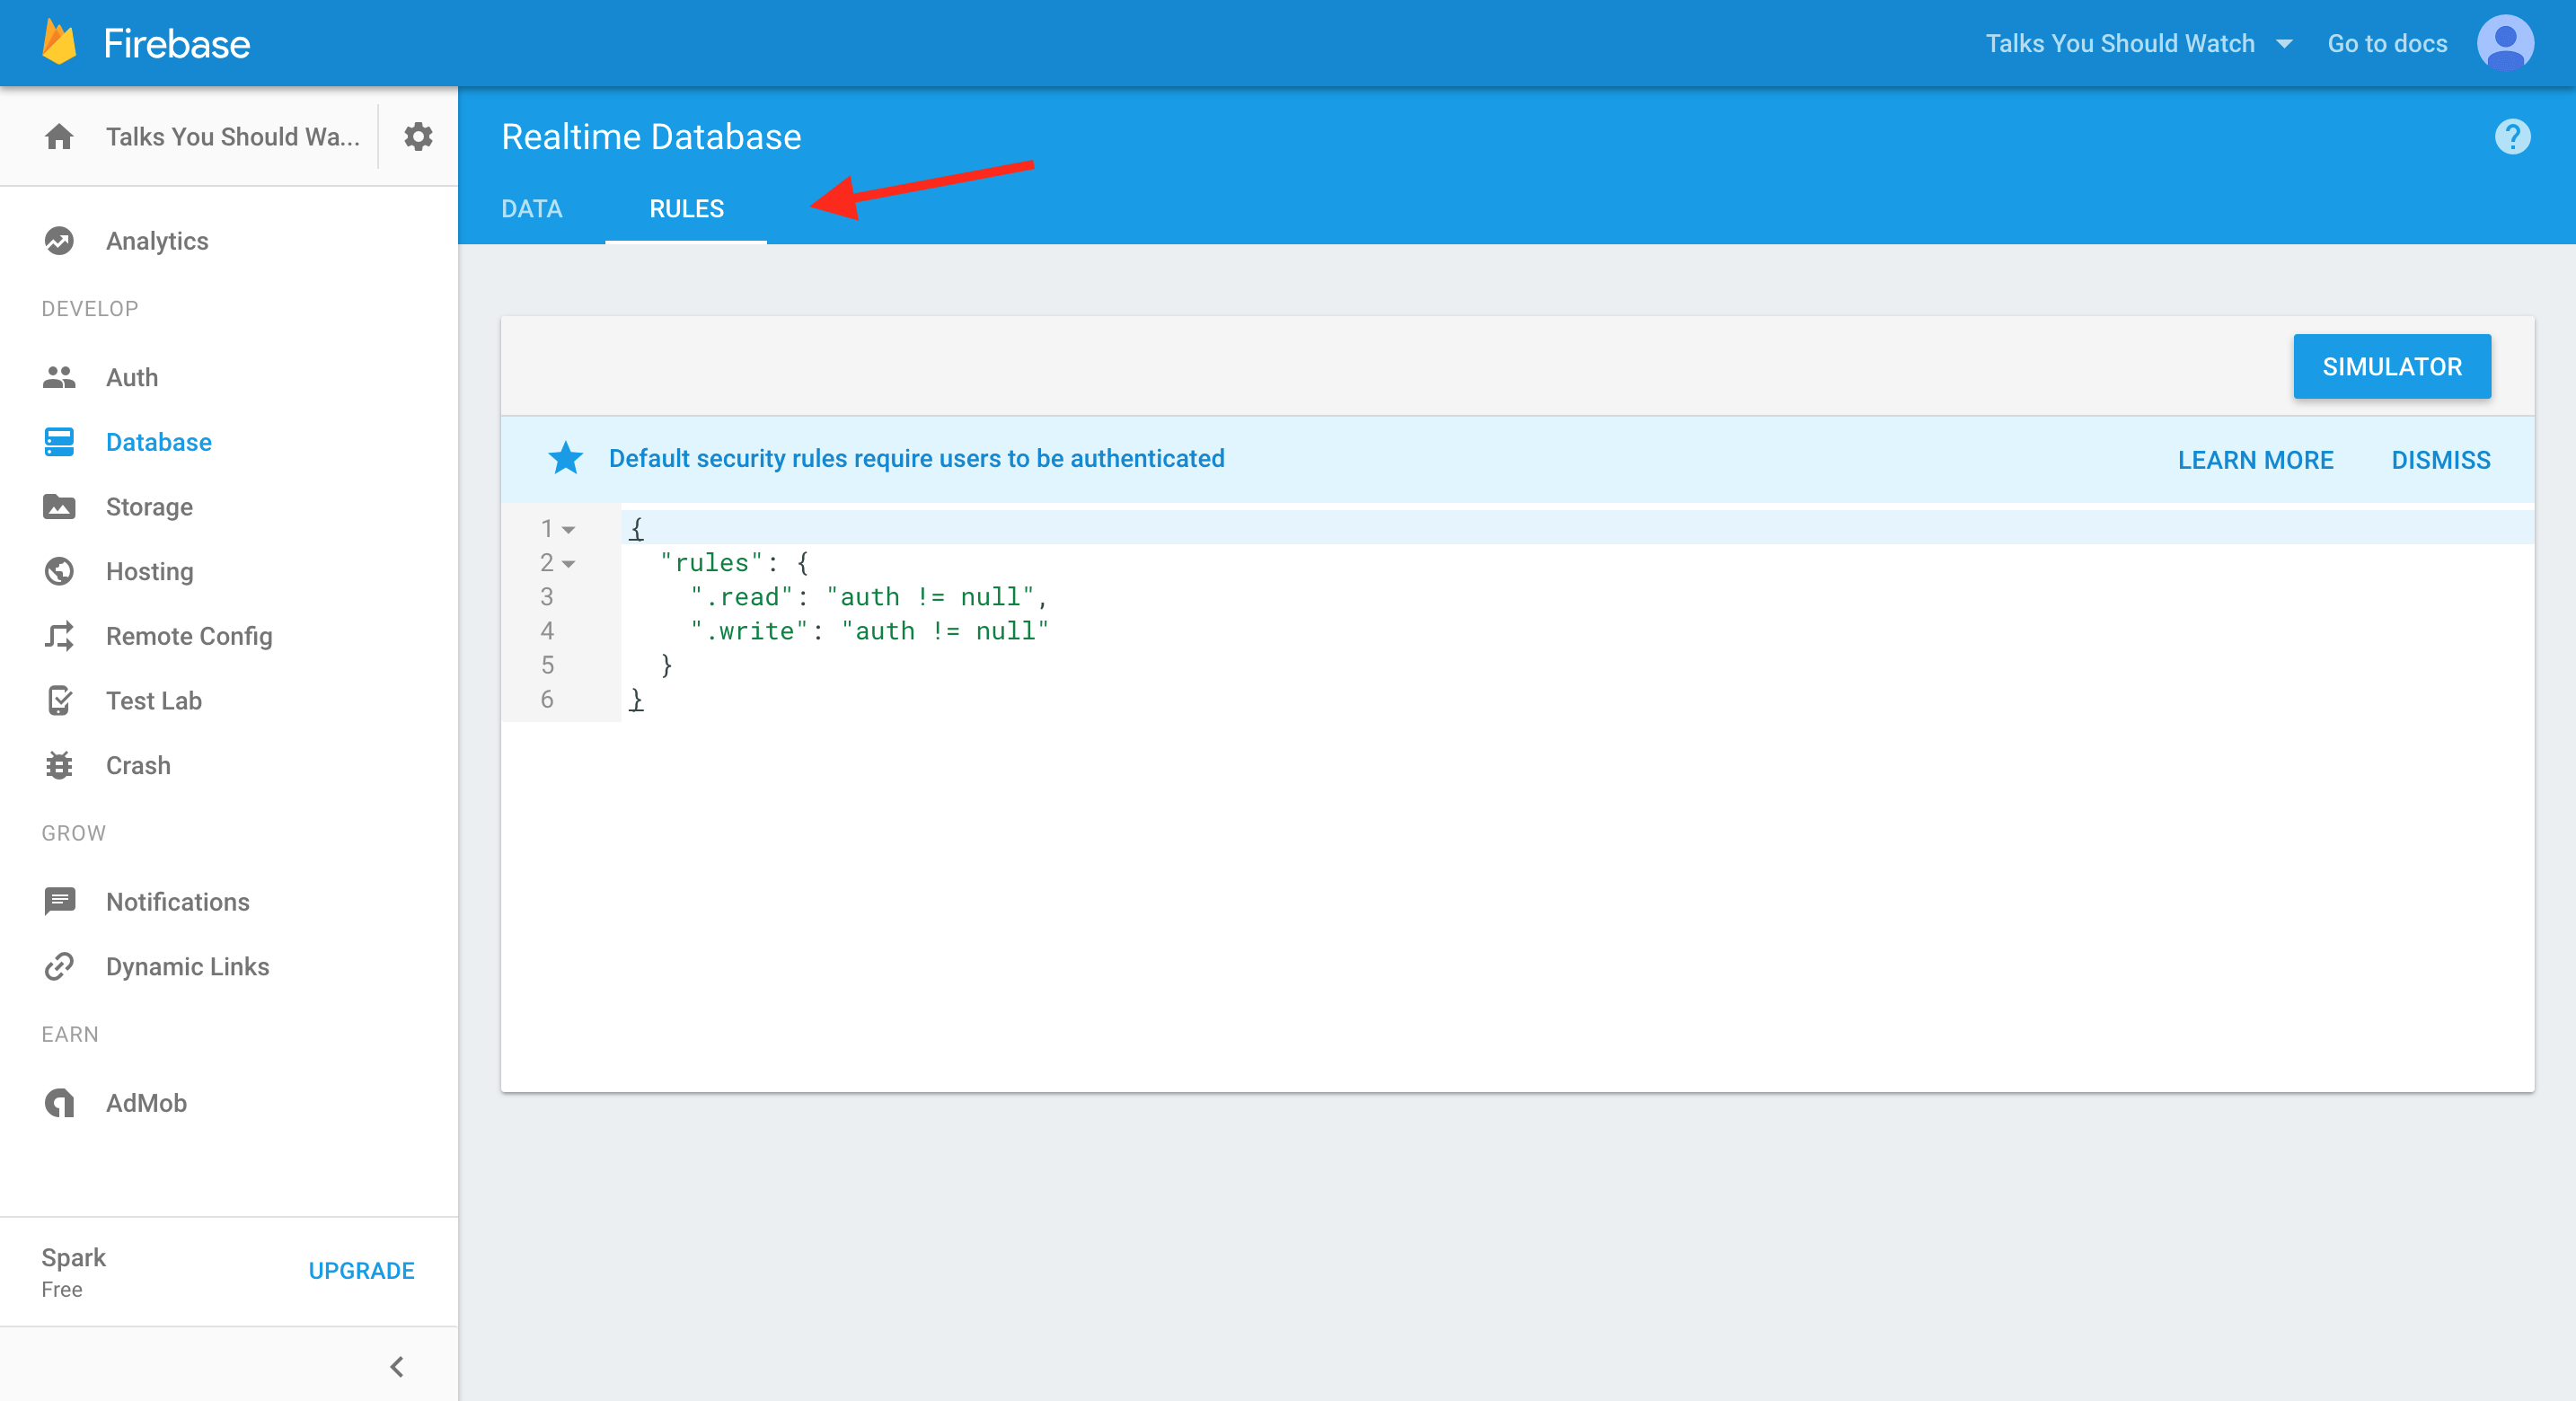 Firebase
Talks You Should Watch
Go to docs
Talks You Should Wa...
Analytics
DEVELOP
Auth
Database
Storage
Hosting
Remote Config
Test Lab
Crash
GROW
Notifications
Dynamic Links
EARN
AdMob
Spark
Free
UPGRADE
Realtime Database
?
DATA
RULES
SIMULATOR
Default security rules require users to be authenticated
LEARN MORE
DISMISS
1 {
2 "rules": {
3 ".read": "auth != null",
4 ".write": "auth != null"
5 }
6 }